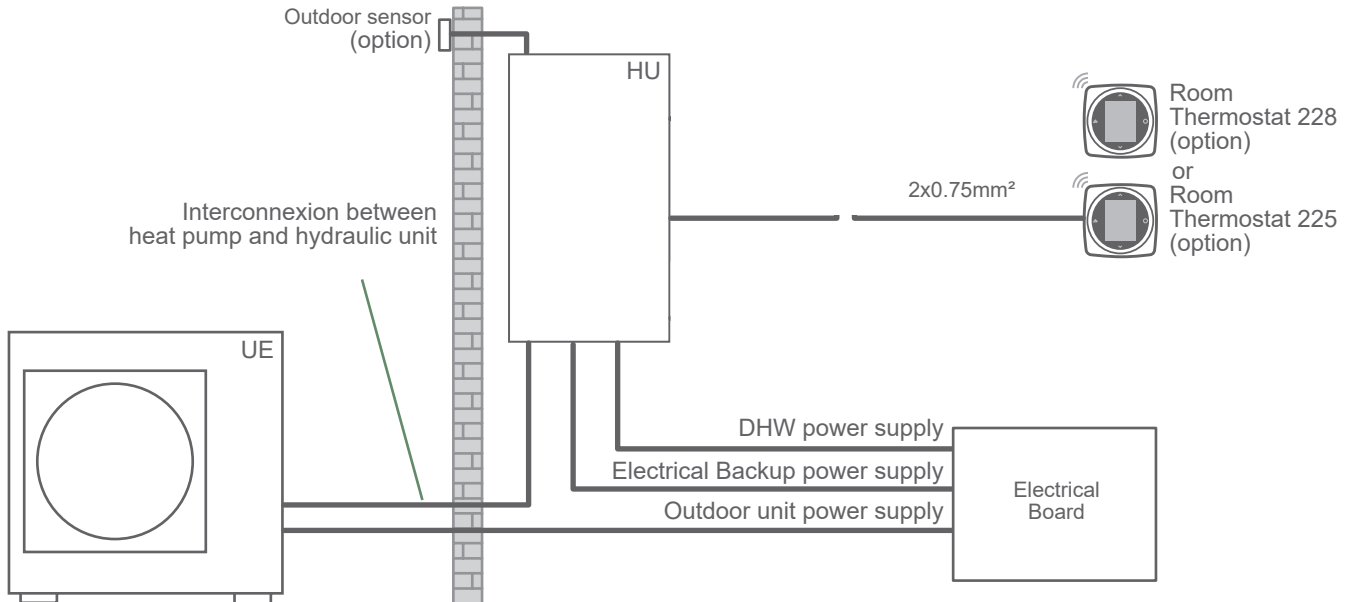 Outdoor sensor
(option)
HU
Room
Thermostat 228
(option)
or
Room
Thermostat 225
(option)
2x0.75mm²
Interconnexion between
heat pump and hydraulic unit
UE
DHW power supply
Electrical Backup power supply
Outdoor unit power supply
Electrical
Board